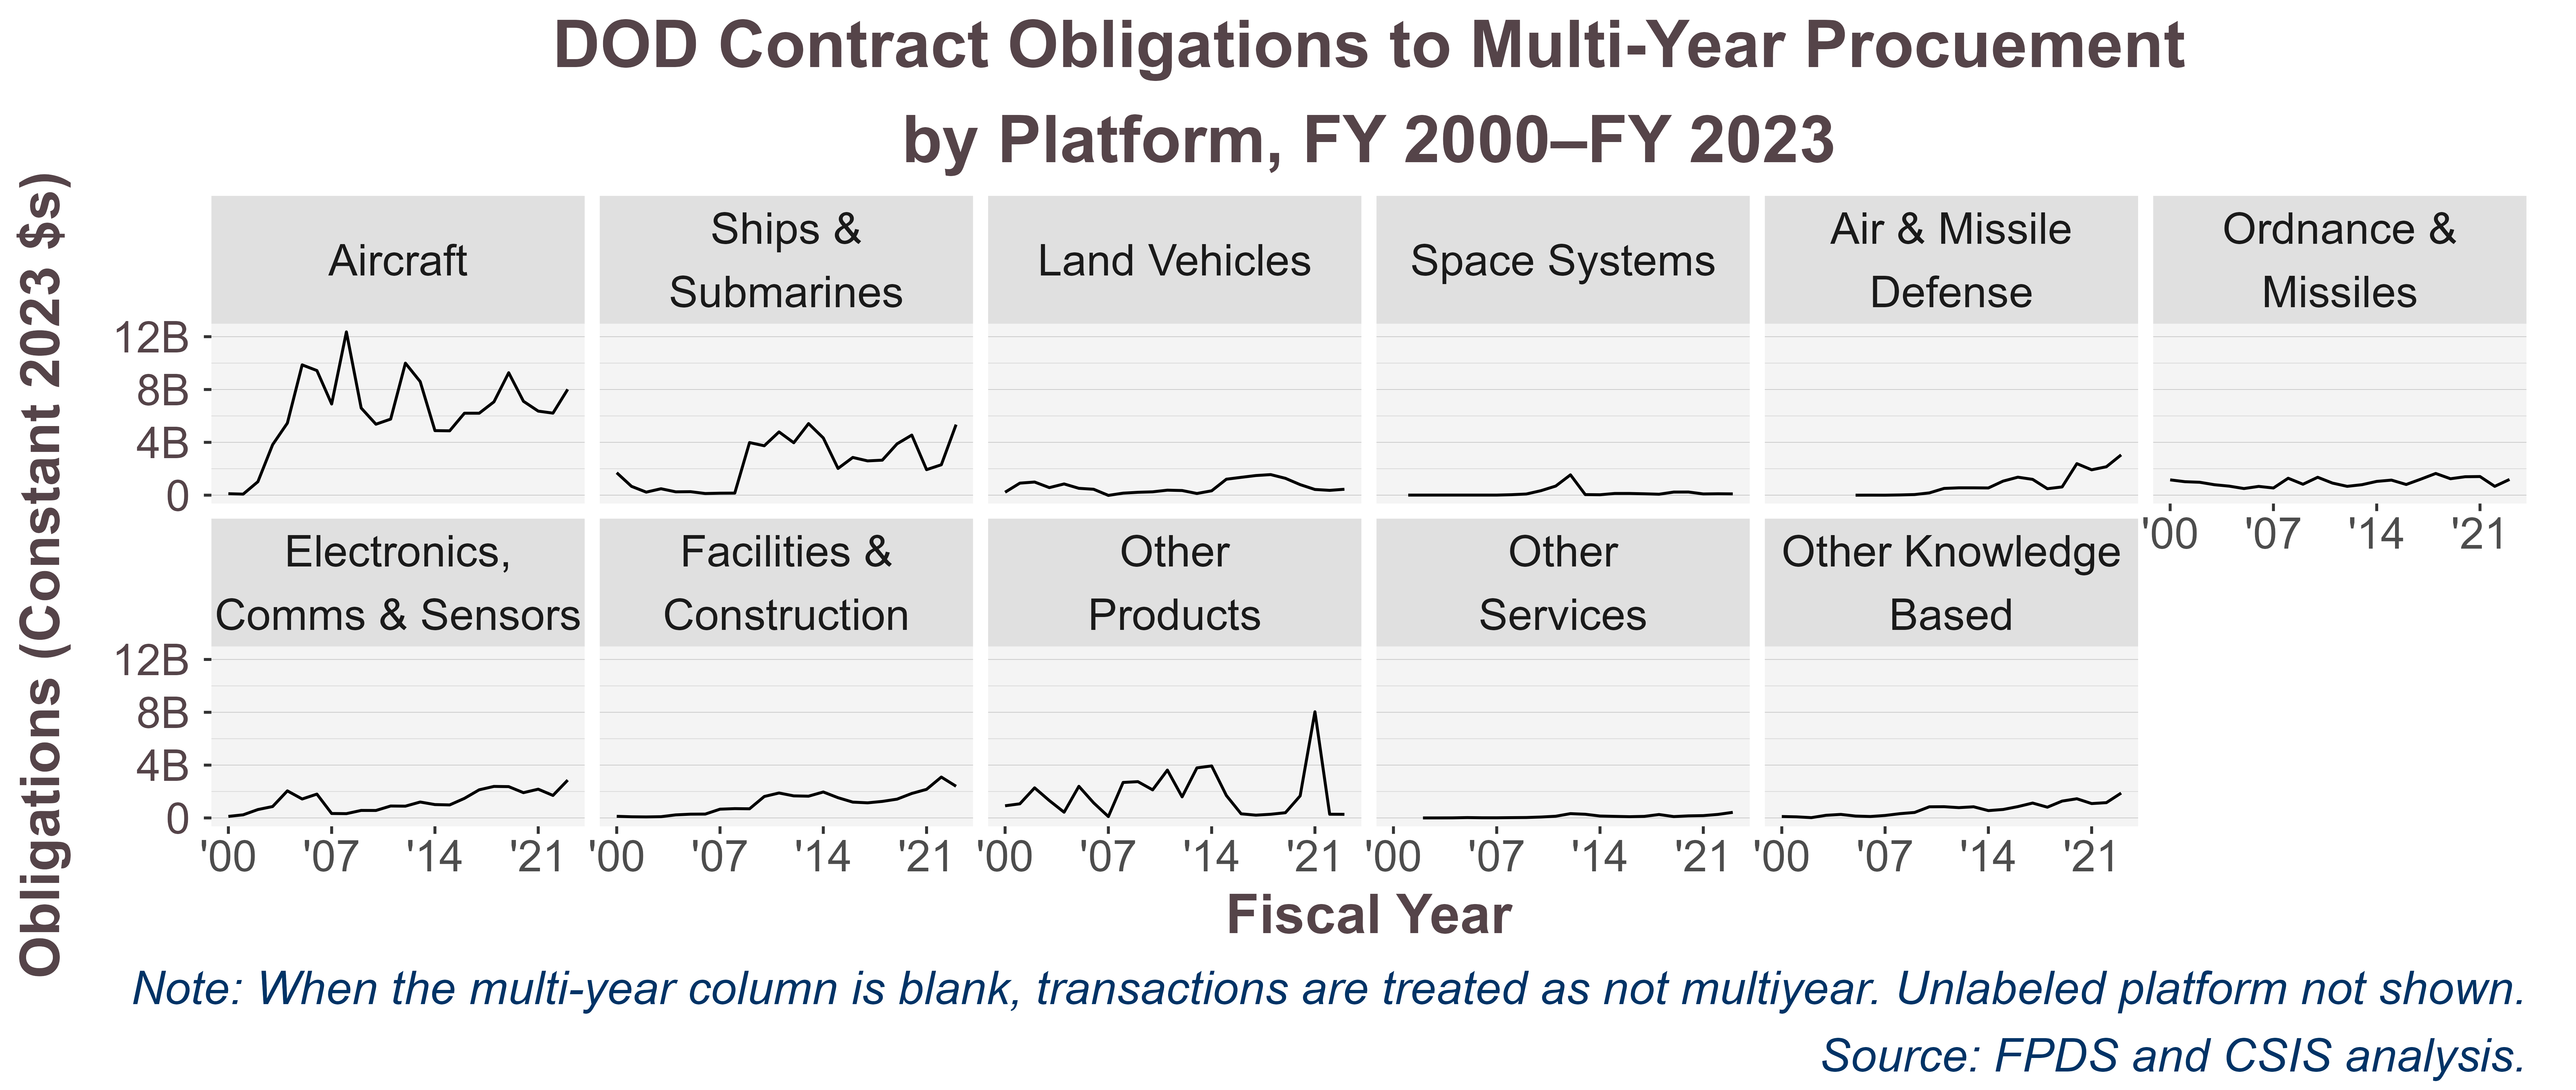 DOD Contract Obligations to Multi-Year Procuement
by Platform, FY 2000–FY 2023
Obligations (Constant 2023 $s)
Aircraft
Ships &
Submarines
Land Vehicles
Space Systems
Air & Missile
Defense
Ordnance &
Missiles
12B
8B
4B
0
'00 '07 '14 '21
Electronics,
Comms & Sensors
Facilities &
Construction
Other
Products
Other
Services
Other Knowledge
Based
12B
8B
4B
0
'00 '07 '14 '21 '00 '07 '14 '21 '00 '07 '14 '21 '00 '07 '14 '21 '00 '07 '14 '21
Fiscal Year
Note: When the multi-year column is blank, transactions are treated as not multiyear. Unlabeled platform not shown.
Source: FPDS and CSIS analysis.